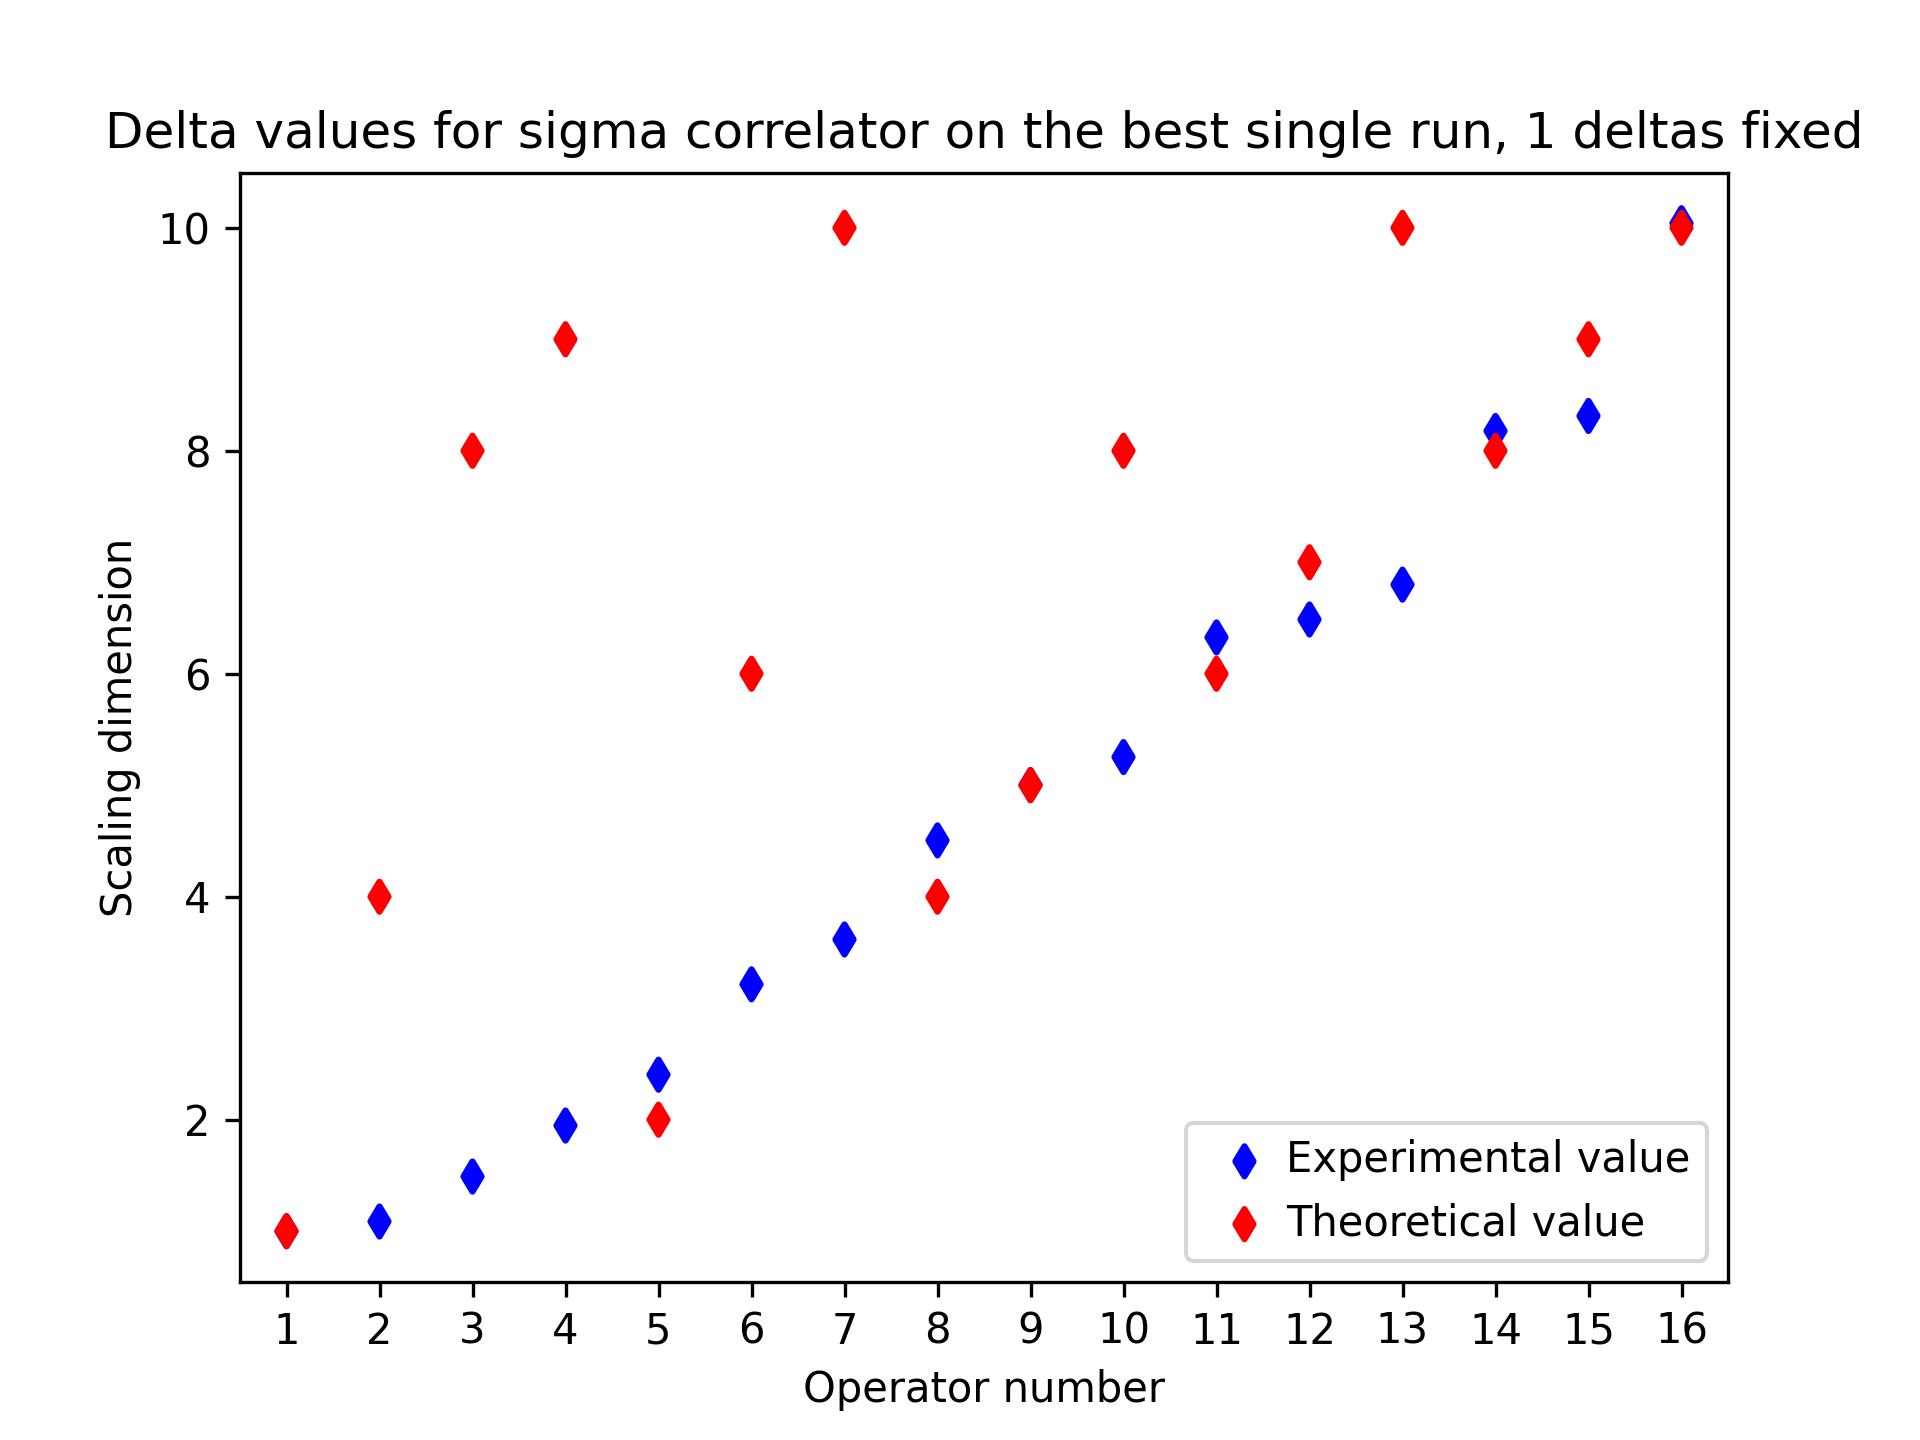 Delta values for sigma correlator on the best single run, 1 deltas fixed
10
8
6
4
2
Scaling dimension
Experimental value
Theoretical value
1 2 3 4 5 6 7 8 9 10 11 12 13 14 15 16
Operator number